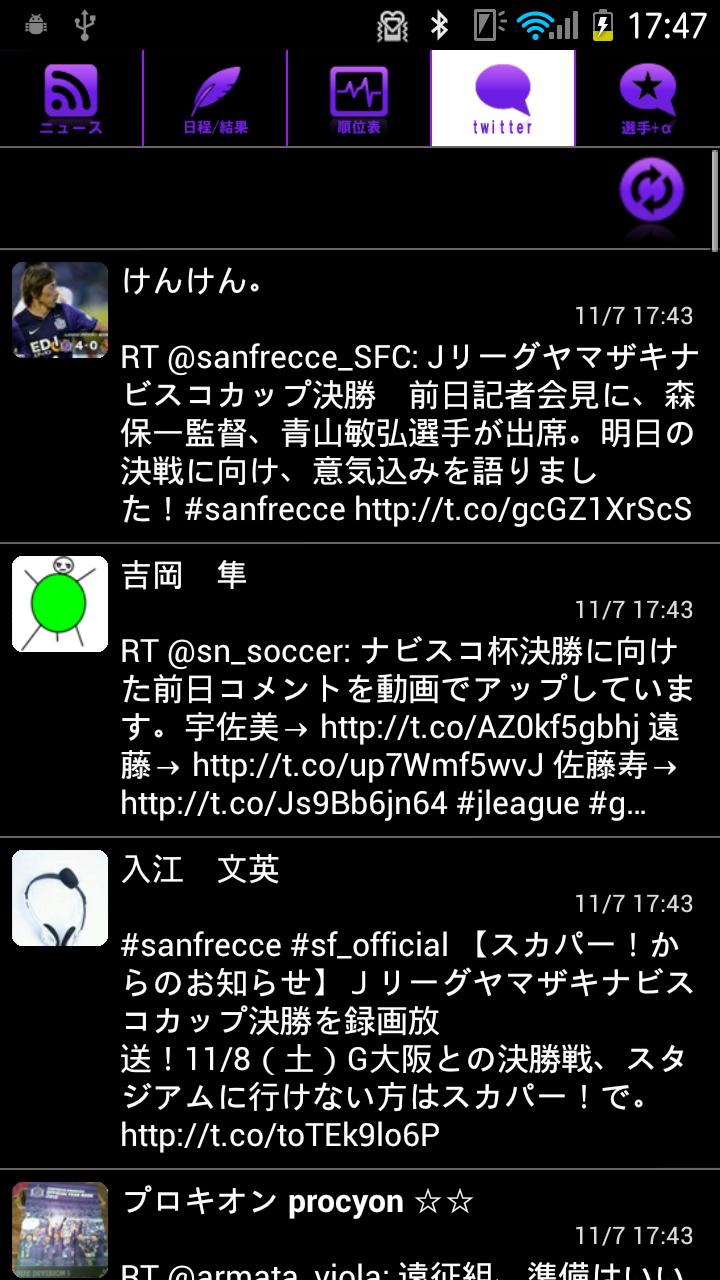 17:47
ニュース
日程/結果
順位表
twitter
選手+α
けんけん。
11/7 17:43
RT @sanfrecce_SFC: Jリーグヤマザキナ
ビスコカップ決勝　前日記者会見に、森
保一監督、青山敏弘選手が出席。明日の
決戦に向け、意気込みを語りまし
た！#sanfrecce http://t.co/gcGZ1XrScS
EDI
4-0
吉岡　隼
11/7 17:43
RT @sn_soccer: ナビスコ杯決勝に向け
た前日コメントを動画でアップしていま
す。宇佐美→ http://t.co/AZ0kf5gbhj 遠
藤→ http://t.co/up7Wmf5wvJ 佐藤寿→
http://t.co/Js9Bb6jn64 #jleague #g…
入江　文英
11/7 17:43
#sanfrecce #sf_official 【スカパー！か
らのお知らせ】Ｊリーグヤマザキナビス
コカップ決勝を録画放
送！11/8（土）G大阪との決勝戦、スタ
ジアムに行けない方はスカパー！で。
http://t.co/toTEk9lo6P
プロキオン procyon ☆☆
11/7 17:43
RT @armata_viola: 遠征組、準備はいい